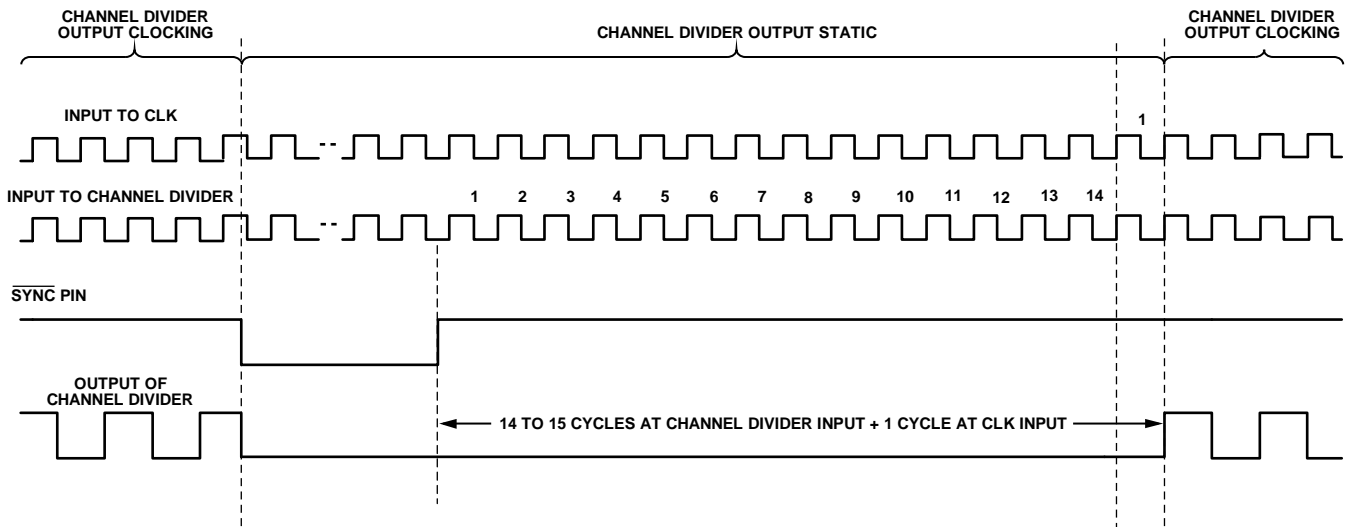 CHANNEL DIVIDER
OUTPUT CLOCKING
CHANNEL DIVIDER OUTPUT STATIC
CHANNEL DIVIDER
OUTPUT CLOCKING
INPUT TO CLK
1
INPUT TO CHANNEL DIVIDER
1 2 3 4 5 6 7 8 9 10 11 12 13 14
SYNC PIN
OUTPUT OF
CHANNEL DIVIDER
14 TO 15 CYCLES AT CHANNEL DIVIDER INPUT + 1 CYCLE AT CLK INPUT